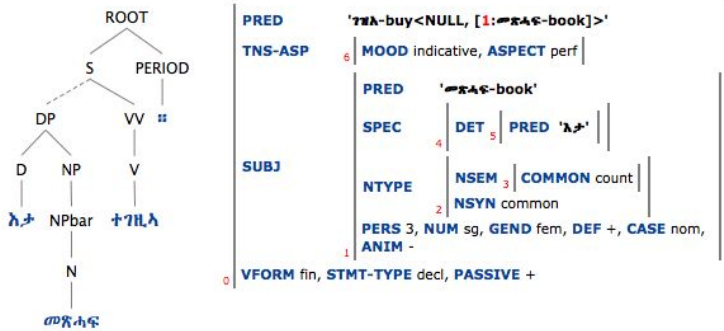 ROOT
S PERIOD
DP VV ።
D NP V
እታ NPbar ተገዚኣ
N
መጽሓፍ
PRED 'ገዝአ-buy<NULL, [1:መጽሓፍ-book]>'
TNS-ASP 6 MOOD indicative, ASPECT perf
PRED 'መጽሓፍ-book'
SPEC 4 DET 5 PRED 'እታ'
SUBJ
NTYPE NSEM 3 COMMON count
2 NSYN common
PERS 3, NUM sg, GEND fem, DEF +, CASE nom,
1 ANIM -
0 VFORM fin, STMT-TYPE decl, PASSIVE +